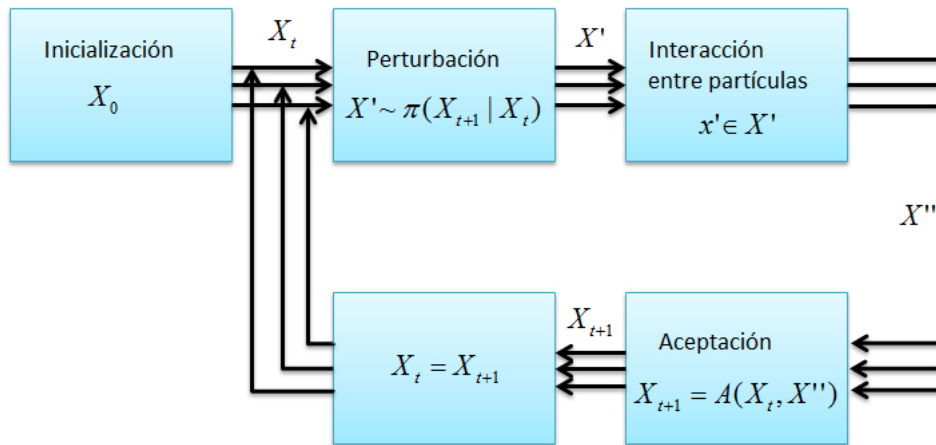 Inicialización
X_0
X_t
Perturbación
X' ~ π(X_{t+1} | X_t)
X'
Interacción
entre partículas
x' ∈ X'
X''
X_t = X_{t+1}
X_{t+1}
Aceptación
X_{t+1} = A(X_t, X'')